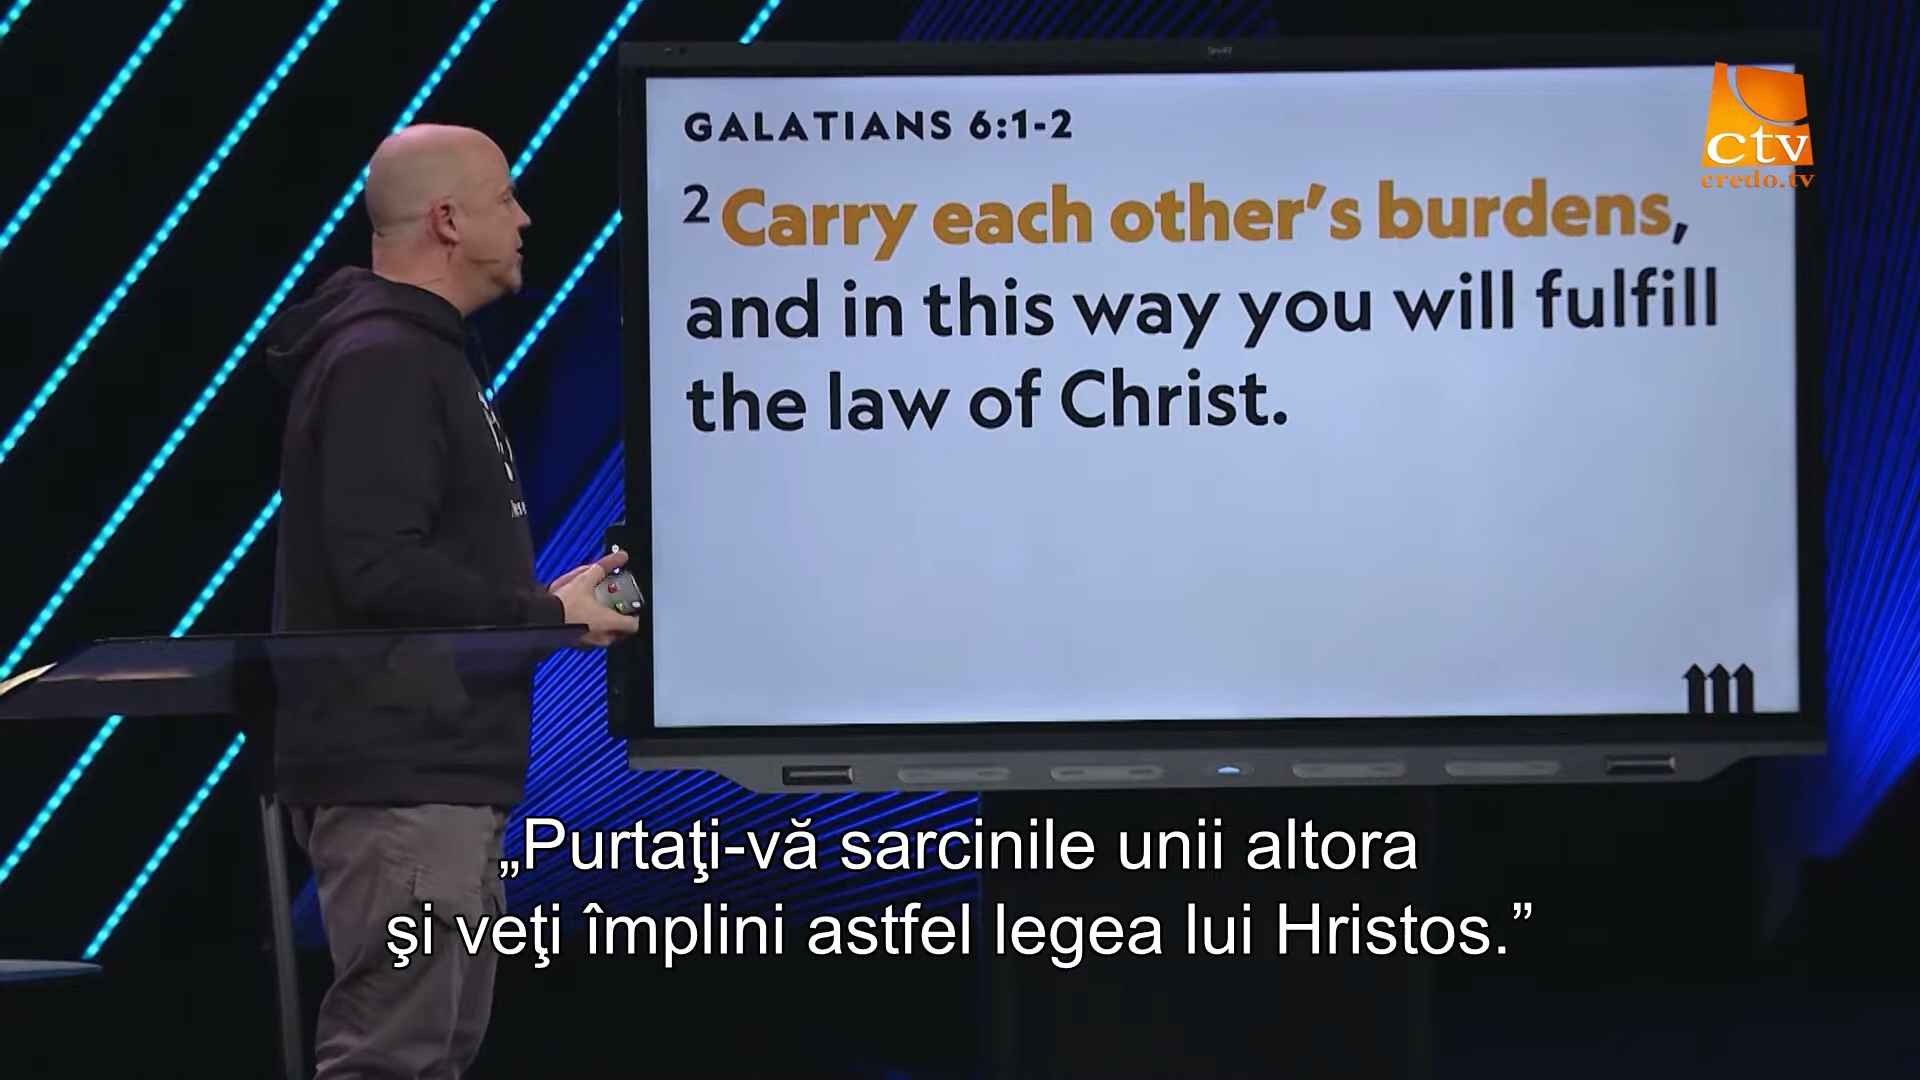 ctv
credo.tv
GALATIANS 6:1-2
2 Carry each other's burdens,
and in this way you will fulfill
the law of Christ.
„Purtaţi-vă sarcinile unii altora
şi veţi împlini astfel legea lui Hristos.”